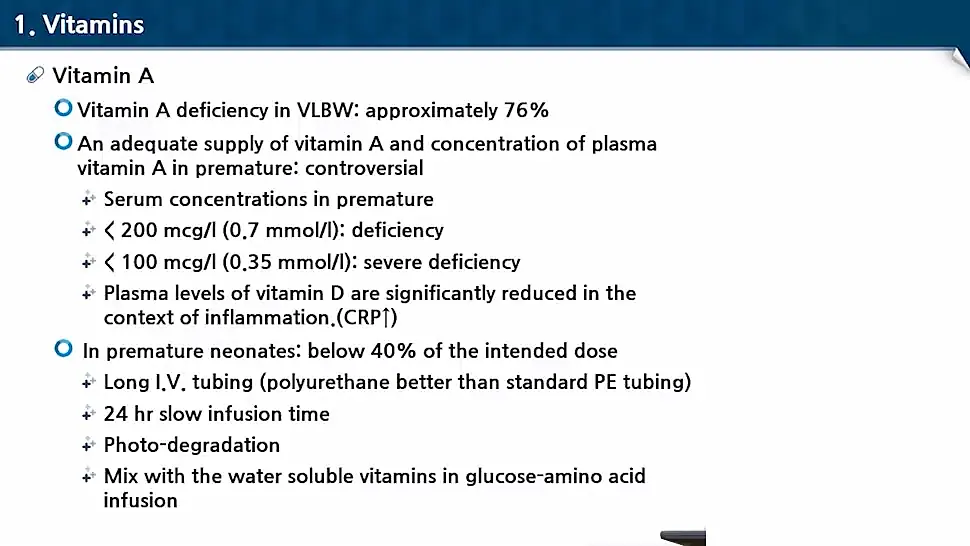 1. Vitamins
Vitamin A
Vitamin A deficiency in VLBW: approximately 76%
An adequate supply of vitamin A and concentration of plasma
vitamin A in premature: controversial
Serum concentrations in premature
< 200 mcg/l (0.7 mmol/l): deficiency
< 100 mcg/l (0.35 mmol/l): severe deficiency
Plasma levels of vitamin D are significantly reduced in the
context of inflammation.(CRP↑)
In premature neonates: below 40% of the intended dose
Long I.V. tubing (polyurethane better than standard PE tubing)
24 hr slow infusion time
Photo-degradation
Mix with the water soluble vitamins in glucose-amino acid
infusion